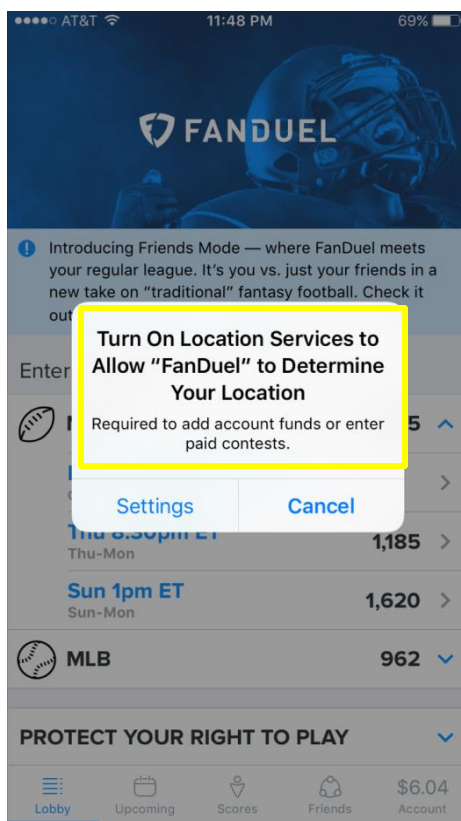 AT&T 11:48 PM 69%
FANDUEL
Introducing Friends Mode — where FanDuel meets
your regular league. It's you vs. just your friends in a
new take on "traditional" fantasy football. Check it
out
Turn On Location Services to
Allow "FanDuel" to Determine
Your Location
Required to add account funds or enter
paid contests.
Enter
5
Settings Cancel
Thu 8:30pm ET
Thu-Mon
1,185
Sun 1pm ET
Sun-Mon
1,620
MLB 962
PROTECT YOUR RIGHT TO PLAY
Lobby Upcoming Scores Friends $6.04
Account